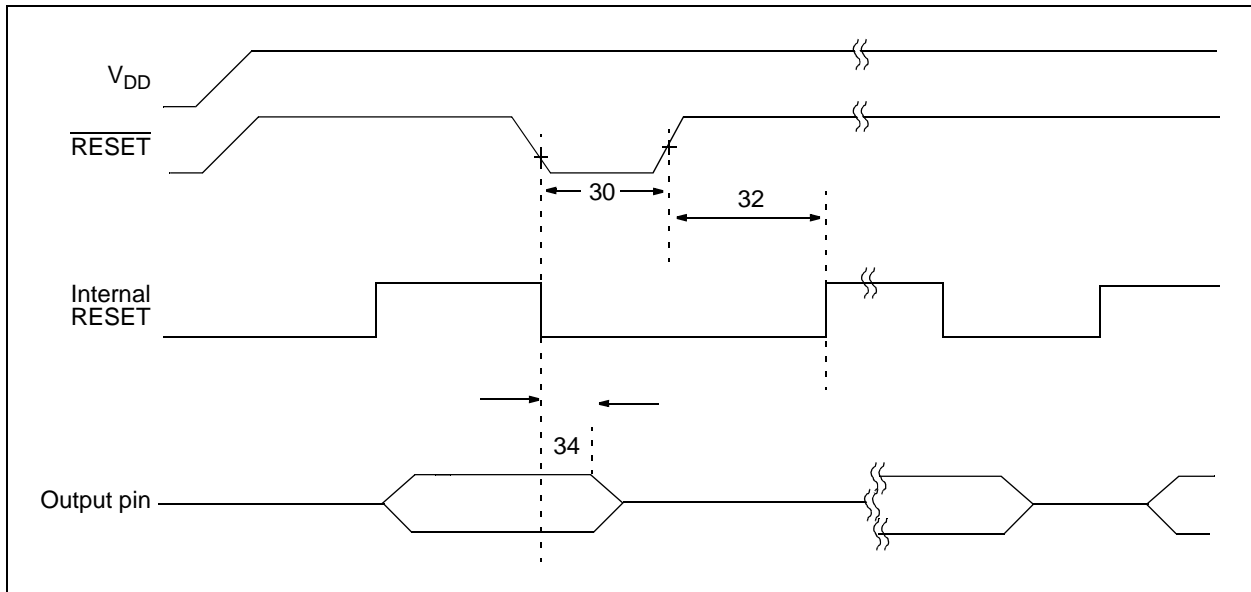 VDD
RESET
30
32
Internal
RESET
34
Output pin